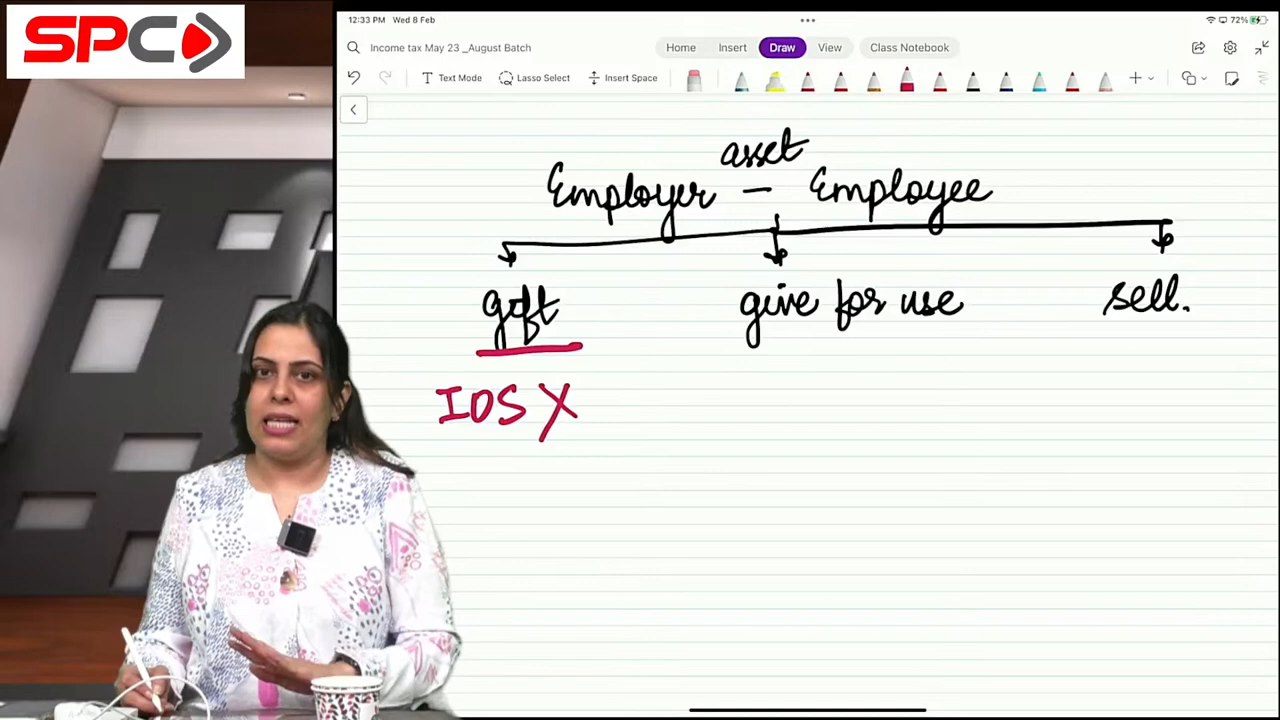 SPC
12:33 PM Wed 8 Feb
72%
Income tax May 23 _August Batch
Home Insert Draw View Class Notebook
Text Mode Lasso Select Insert Space
asset
Employer - Employee
gift give for use sell.
IOS X